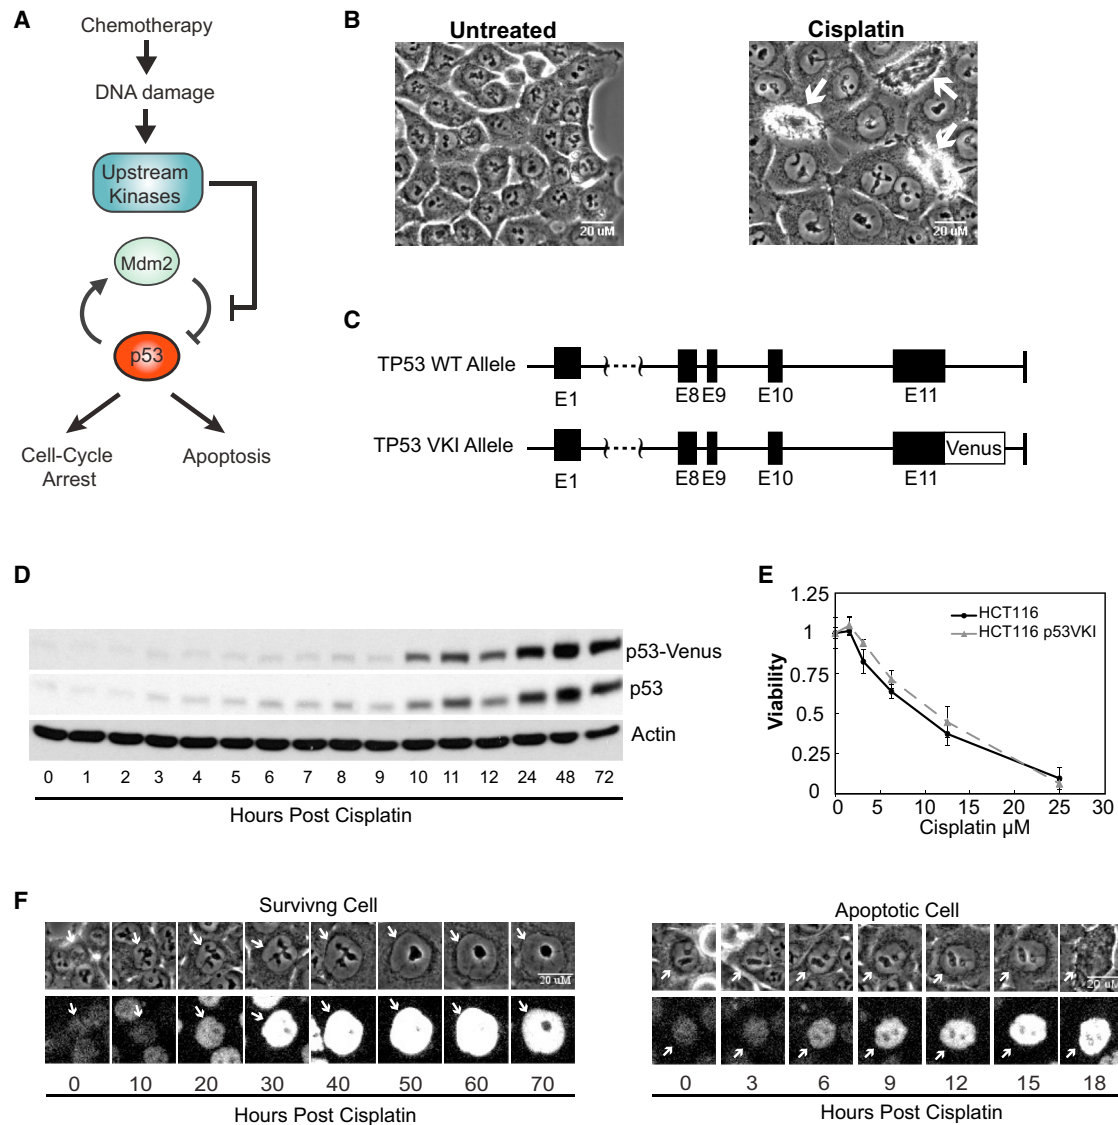 A
Chemotherapy
DNA damage
Upstream
Kinases
Mdm2
p53
Cell-Cycle
Arrest
Apoptosis
B
Untreated
20 uM
Cisplatin
20 uM
C
TP53 WT Allele
E1
E8 E9
E10
E11
TP53 VKI Allele
Venus
E1
E8 E9
E10
E11
D
p53-Venus
p53
Actin
0 1 2 3 4 5 6 7 8 9 10 11 12 24 48 72
Hours Post Cisplatin
E
1.25
1
0.75
0.5
0.25
0
Viability
HCT116
HCT116 p53VKI
0 5 10 15 20 25 30
Cisplatin µM
F
Survivng Cell
20 uM
0 10 20 30 40 50 60 70
Hours Post Cisplatin
Apoptotic Cell
20 uM
0 3 6 9 12 15 18
Hours Post Cisplatin